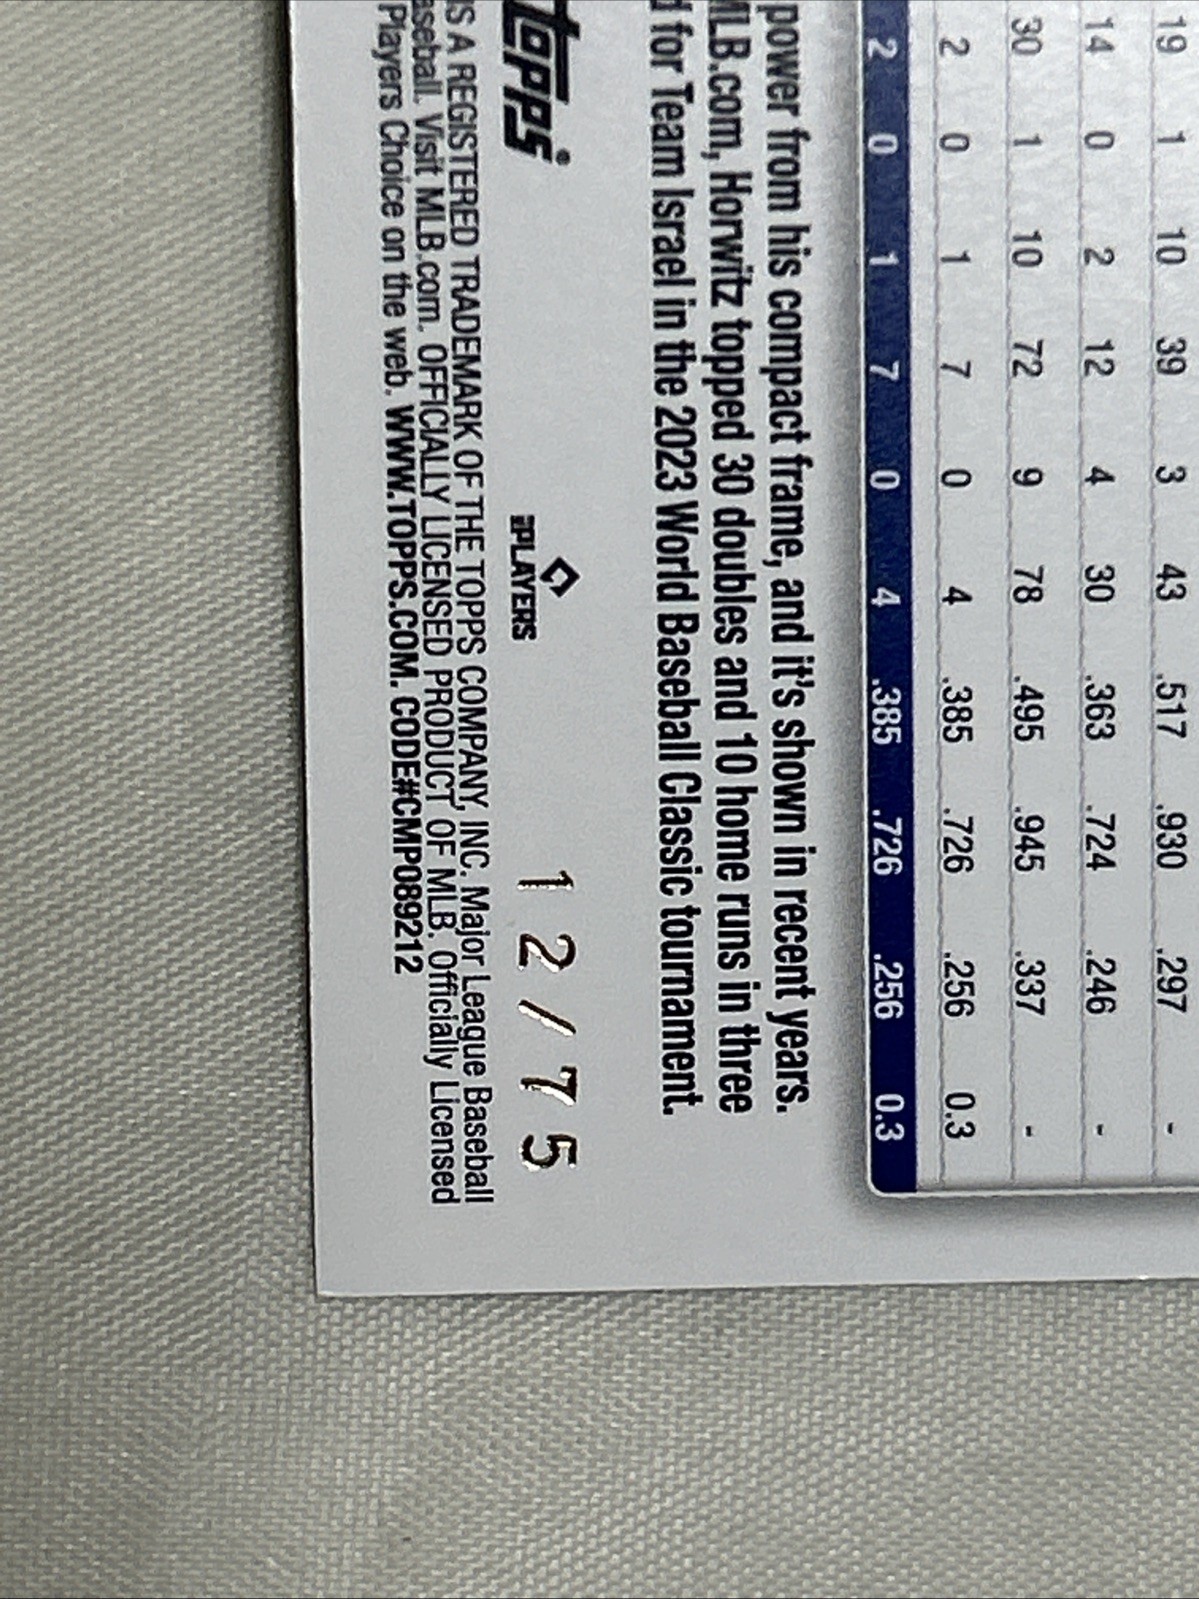 19 1 10 39 3 43 .517 .930 .297 -
14 0 2 12 4 30 .363 .724 .246 -
30 1 10 72 9 78 .495 .945 .337 -
2 0 1 7 0 4 .385 .726 .256 0.3
2 0 1 7 0 4 .385 .726 .256 0.3
power from his compact frame, and it's shown in recent years.
MLB.com, Horwitz topped 30 doubles and 10 home runs in three
for Team Israel in the 2023 World Baseball Classic tournament.
topps® PLAYERS 12/75
IS A REGISTERED TRADEMARK OF THE TOPPS COMPANY, INC. Major League Baseball
aseball. Visit MLB.com. OFFICIALLY LICENSED PRODUCT OF MLB. Officially Licensed
Players Choice on the web. WWW.TOPPS.COM. CODE#CMP089212